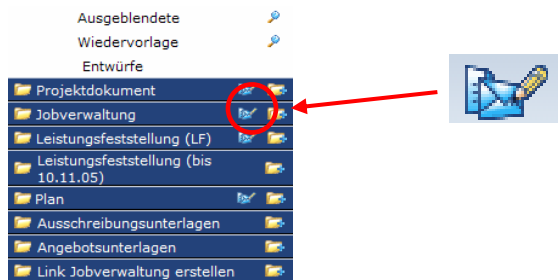 Ausgeblendete
Wiedervorlage
Entwürfe
Projektdokument
Jobverwaltung
Leistungsfeststellung (LF)
Leistungsfeststellung (bis
10.11.05)
Plan
Ausschreibungsunterlagen
Angebotsunterlagen
Link Jobverwaltung erstellen